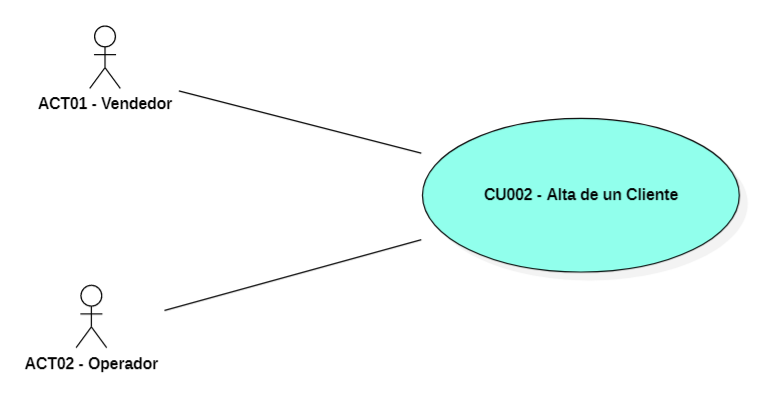 ACT01 - Vendedor
CU002 - Alta de un Cliente
ACT02 - Operador